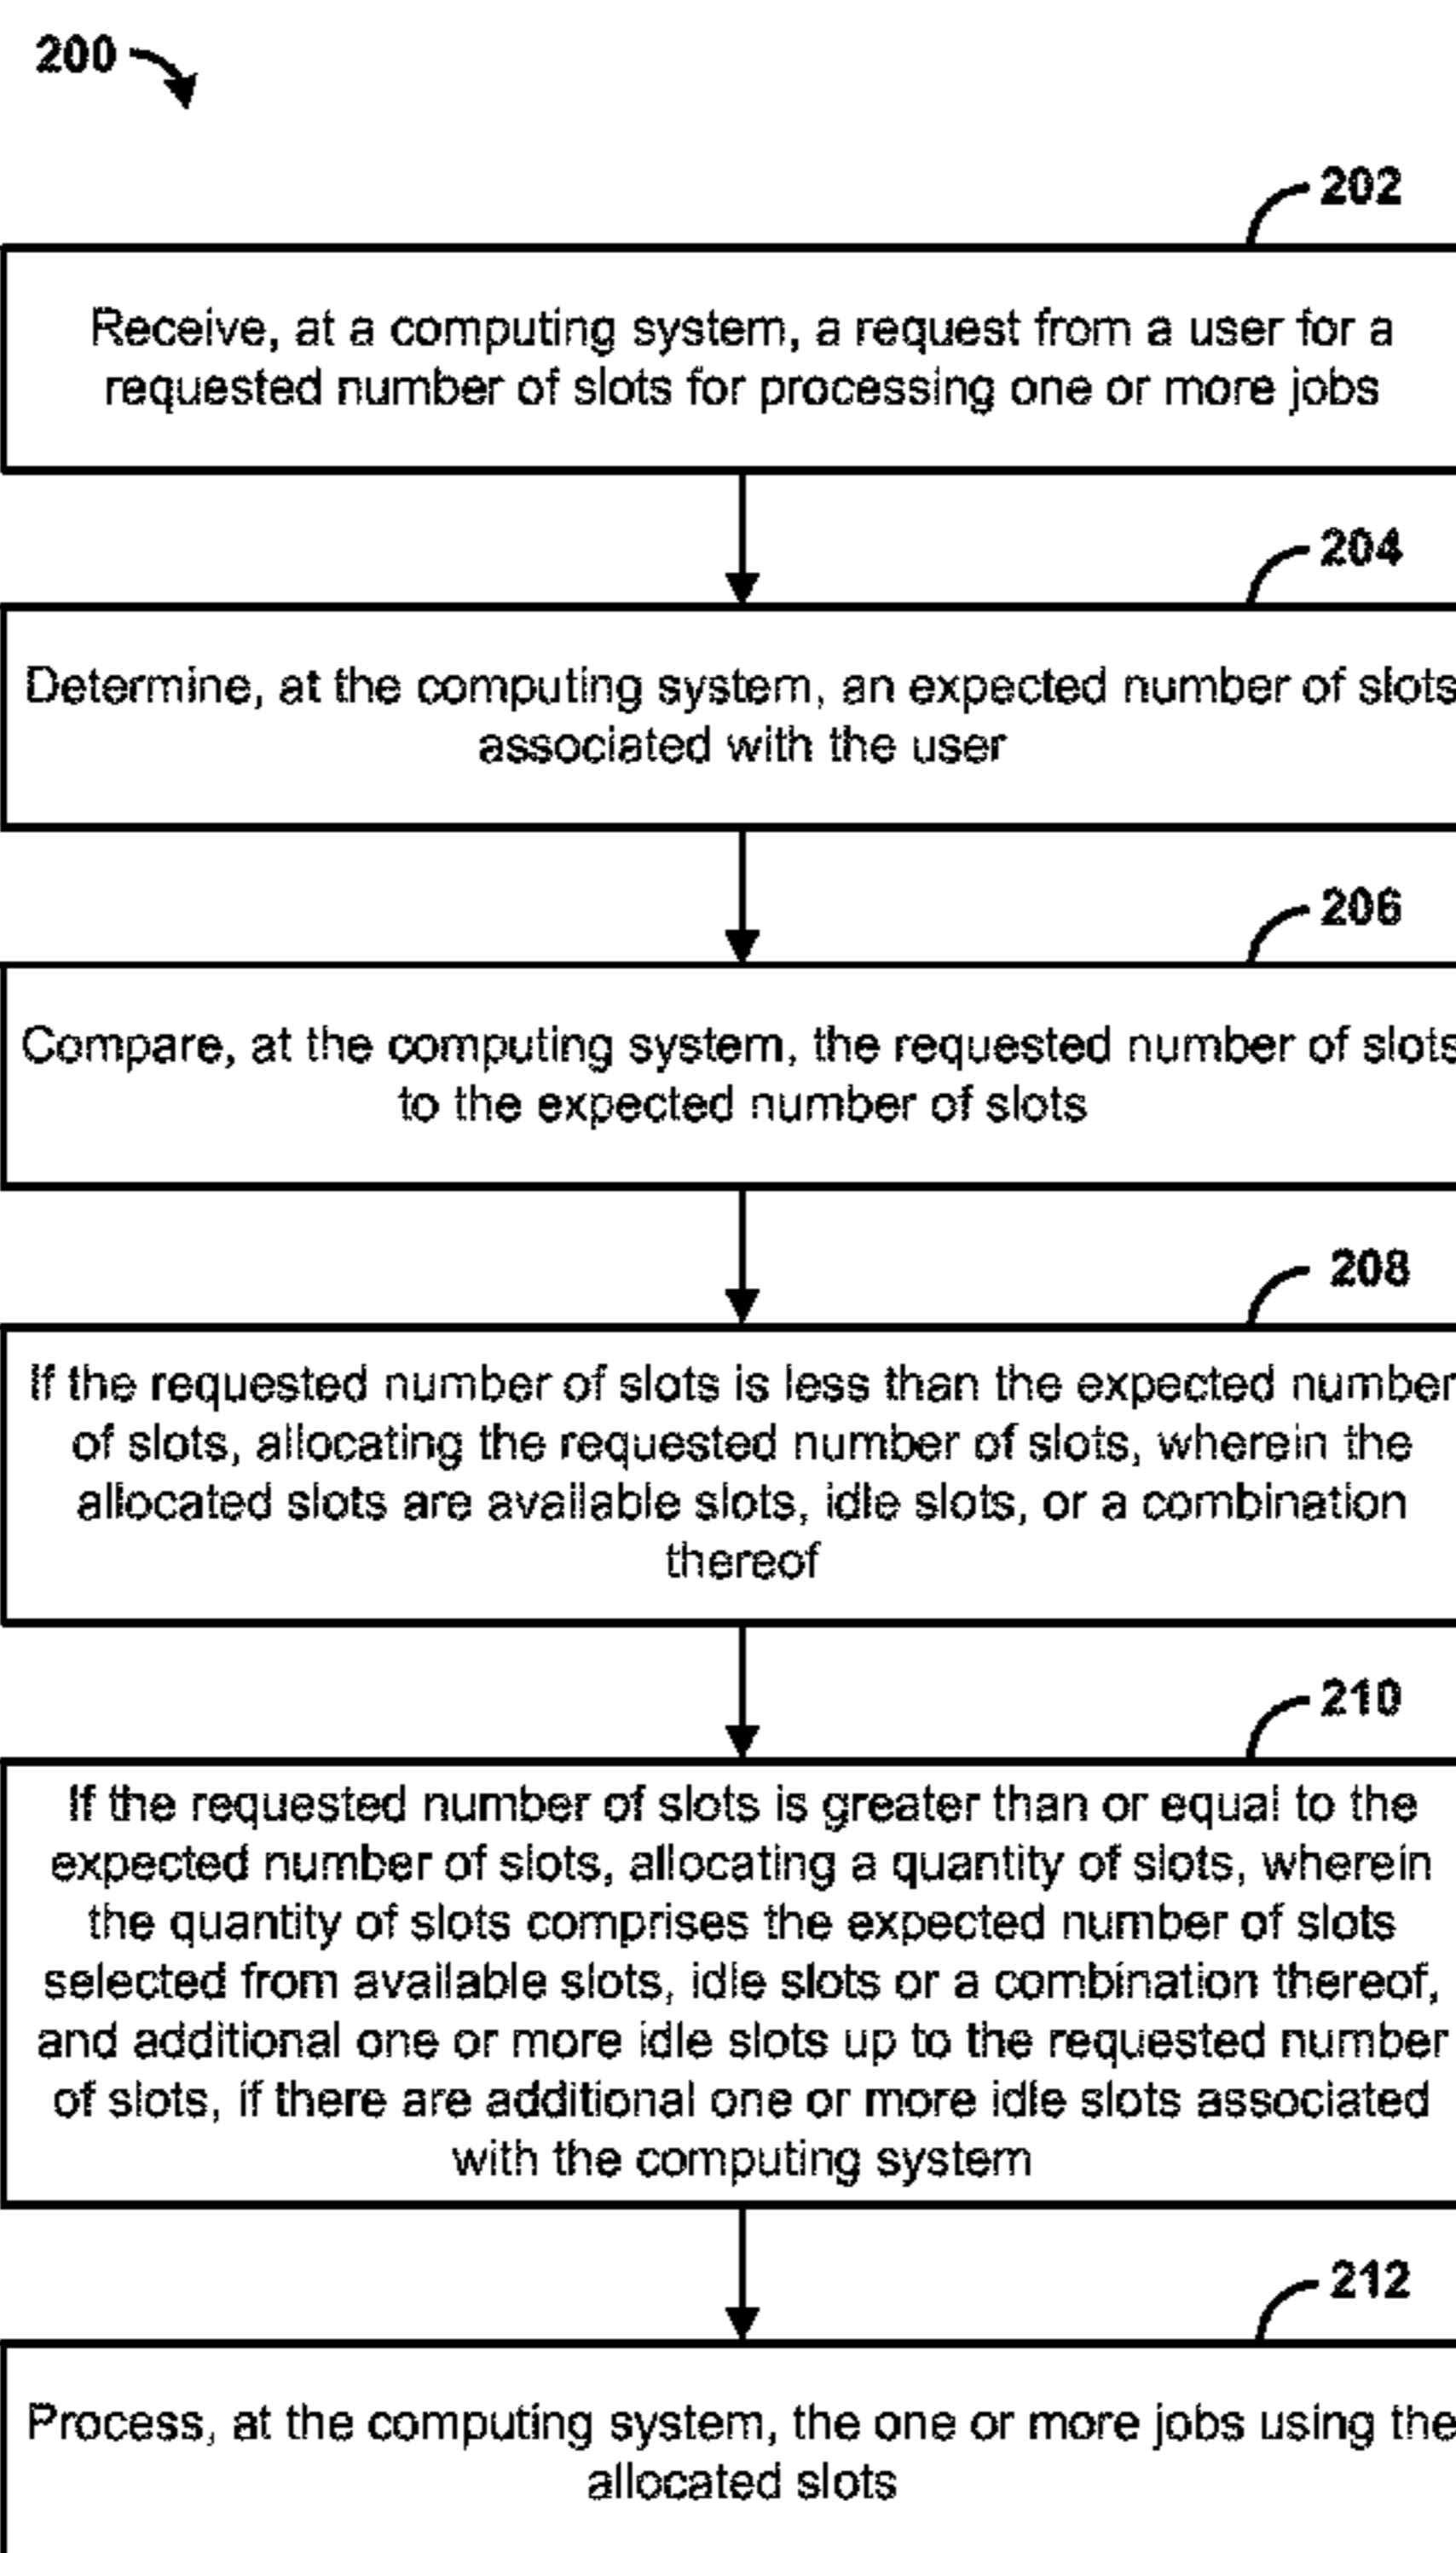 200
202
Receive, at a computing system, a request from a user for a
requested number of slots for processing one or more jobs
204
Determine, at the computing system, an expected number of slots
associated with the user
206
Compare, at the computing system, the requested number of slots
to the expected number of slots
208
If the requested number of slots is less than the expected number
of slots, allocating the requested number of slots, wherein the
allocated slots are available slots, idle slots, or a combination
thereof
210
If the requested number of slots is greater than or equal to the
expected number of slots, allocating a quantity of slots, wherein
the quantity of slots comprises the expected number of slots
selected from available slots, idle slots or a combination thereof,
and additional one or more idle slots up to the requested number
of slots, if there are additional one or more idle slots associated
with the computing system
212
Process, at the computing system, the one or more jobs using the
allocated slots